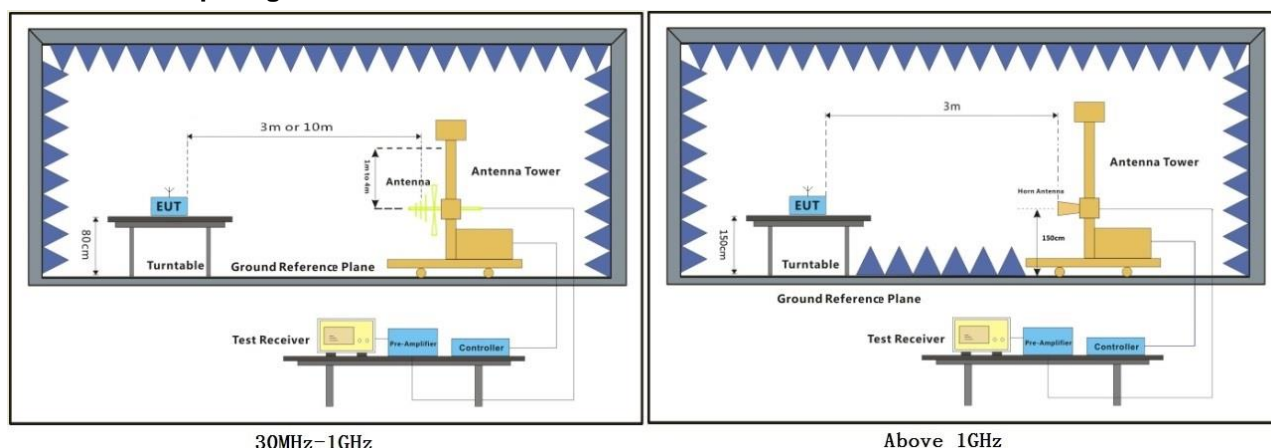 3m or 10m
1m to 4m
Antenna
Antenna Tower
EUT
80cm
Turntable
Ground Reference Plane
Test Receiver
Pre-Amplifier
Controller
30MHz-1GHz
3m
Antenna Tower
Horn Antenna
EUT
150cm
150cm
Turntable
Ground Reference Plane
Test Receiver
Pre-Amplifier
Controller
Above 1GHz